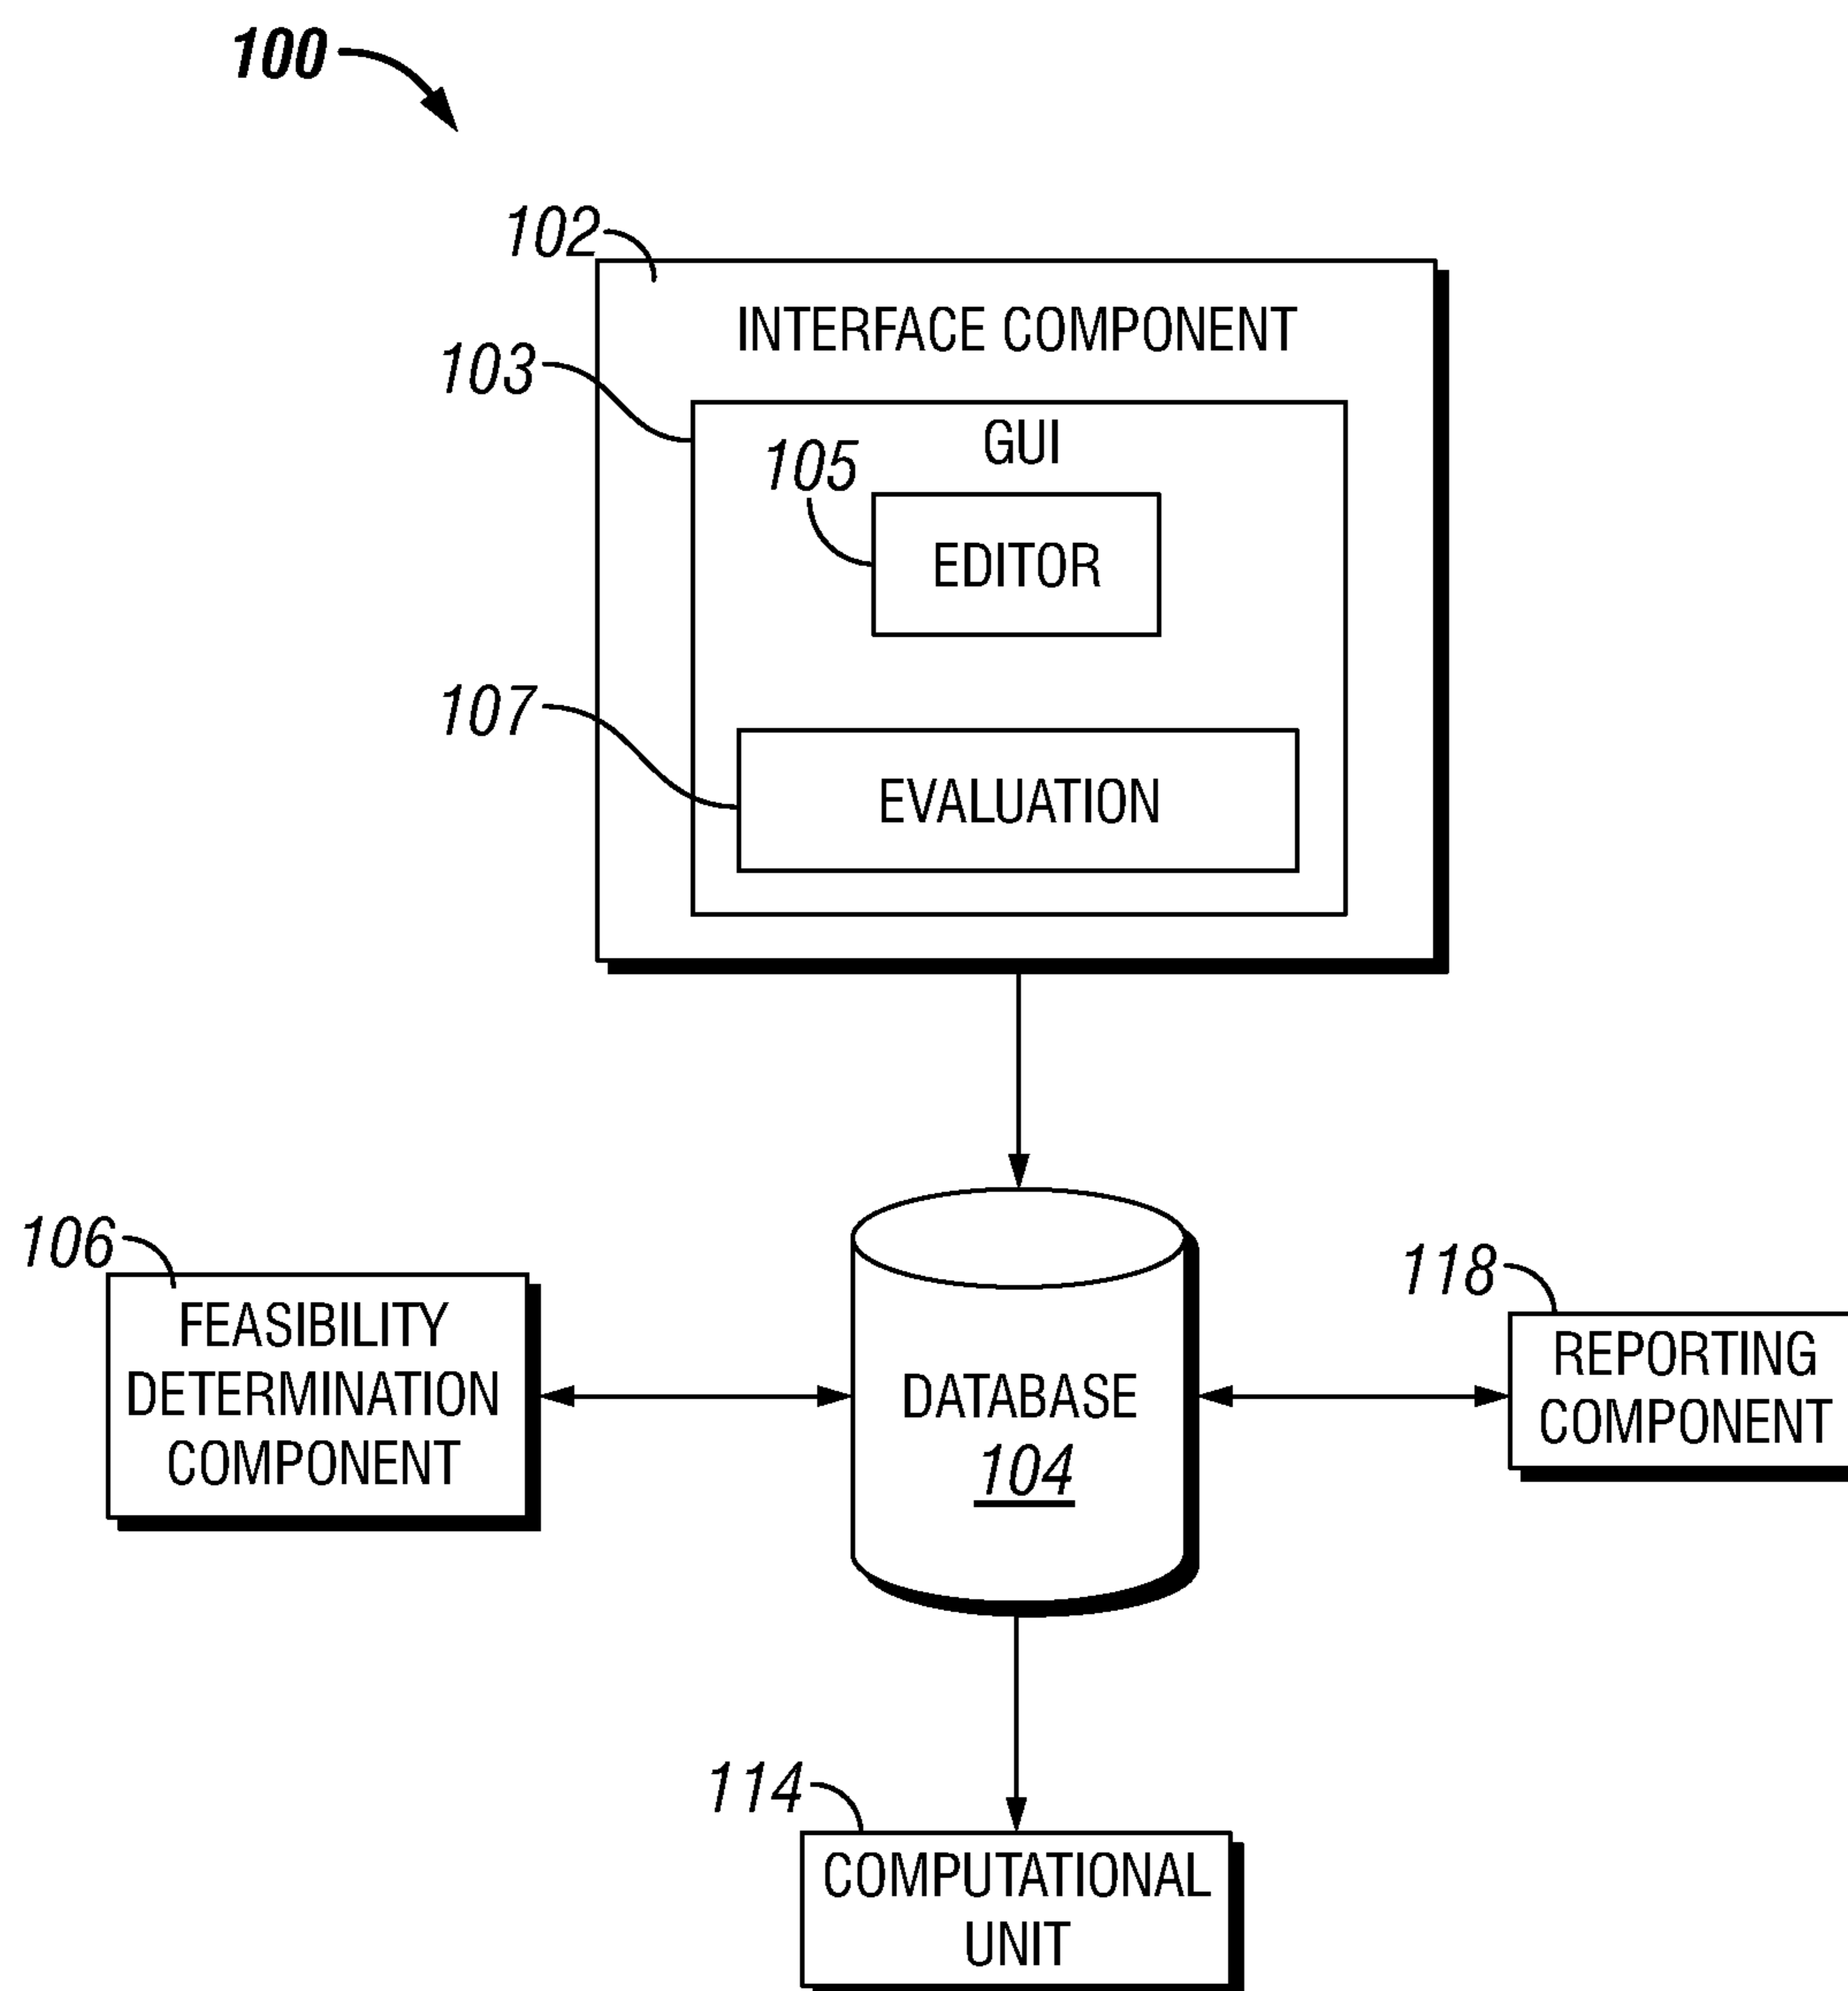 100
102
INTERFACE COMPONENT
103
GUI
105
EDITOR
107
EVALUATION
106
FEASIBILITY
DETERMINATION
COMPONENT
DATABASE
104
118
REPORTING
COMPONENT
114
COMPUTATIONAL
UNIT